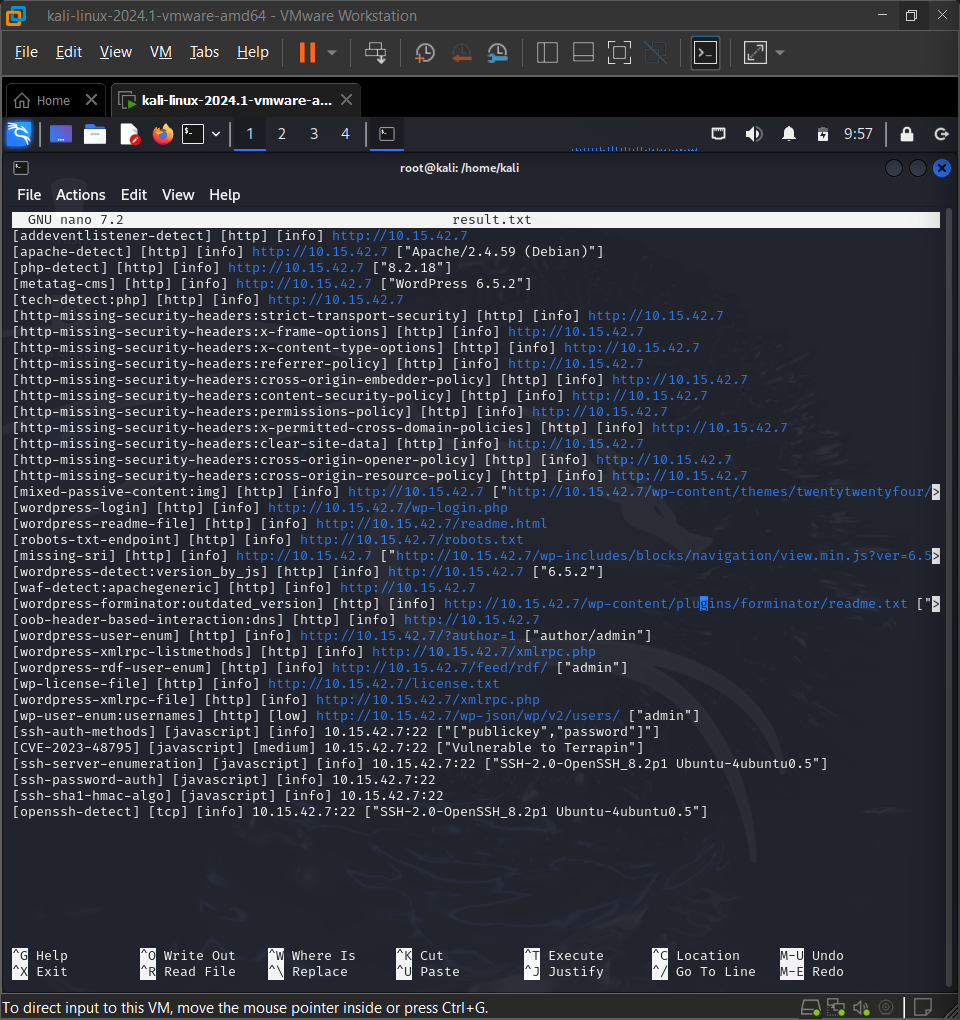 kali-linux-2024.1-vmware-amd64 - VMware Workstation
File Edit View VM Tabs Help
Home kali-linux-2024.1-vmware-a...
1 2 3 4 9:57
root@kali: /home/kali
File Actions Edit View Help
GNU nano 7.2 result.txt
[addeventlistener-detect] [http] [info] http://10.15.42.7
[apache-detect] [http] [info] http://10.15.42.7 ["Apache/2.4.59 (Debian)"]
[php-detect] [http] [info] http://10.15.42.7 ["8.2.18"]
[metatag-cms] [http] [info] http://10.15.42.7 ["WordPress 6.5.2"]
[tech-detect:php] [http] [info] http://10.15.42.7
[http-missing-security-headers:strict-transport-security] [http] [info] http://10.15.42.7
[http-missing-security-headers:x-frame-options] [http] [info] http://10.15.42.7
[http-missing-security-headers:x-content-type-options] [http] [info] http://10.15.42.7
[http-missing-security-headers:referrer-policy] [http] [info] http://10.15.42.7
[http-missing-security-headers:cross-origin-embedder-policy] [http] [info] http://10.15.42.7
[http-missing-security-headers:content-security-policy] [http] [info] http://10.15.42.7
[http-missing-security-headers:permissions-policy] [http] [info] http://10.15.42.7
[http-missing-security-headers:x-permitted-cross-domain-policies] [http] [info] http://10.15.42.7
[http-missing-security-headers:clear-site-data] [http] [info] http://10.15.42.7
[http-missing-security-headers:cross-origin-opener-policy] [http] [info] http://10.15.42.7
[http-missing-security-headers:cross-origin-resource-policy] [http] [info] http://10.15.42.7
[mixed-passive-content:img] [http] [info] http://10.15.42.7 ["http://10.15.42.7/wp-content/themes/twentytwentyfour/>
[wordpress-login] [http] [info] http://10.15.42.7/wp-login.php
[wordpress-readme-file] [http] [info] http://10.15.42.7/readme.html
[robots-txt-endpoint] [http] [info] http://10.15.42.7/robots.txt
[missing-sri] [http] [info] http://10.15.42.7 ["http://10.15.42.7/wp-includes/blocks/navigation/view.min.js?ver=6.5>
[wordpress-detect:version_by_js] [http] [info] http://10.15.42.7 ["6.5.2"]
[waf-detect:apachegeneric] [http] [info] http://10.15.42.7
[wordpress-forminator:outdated_version] [http] [info] http://10.15.42.7/wp-content/plugins/forminator/readme.txt [">
[oob-header-based-interaction:dns] [http] [info] http://10.15.42.7
[wordpress-user-enum] [http] [info] http://10.15.42.7/?author=1 ["author/admin"]
[wordpress-xmlrpc-listmethods] [http] [info] http://10.15.42.7/xmlrpc.php
[wordpress-rdf-user-enum] [http] [info] http://10.15.42.7/feed/rdf/ ["admin"]
[wp-license-file] [http] [info] http://10.15.42.7/license.txt
[wordpress-xmlrpc-file] [http] [info] http://10.15.42.7/xmlrpc.php
[wp-user-enum:usernames] [http] [low] http://10.15.42.7/wp-json/wp/v2/users/ ["admin"]
[ssh-auth-methods] [javascript] [info] 10.15.42.7:22 ["["publickey","password"]"]
[CVE-2023-48795] [javascript] [medium] 10.15.42.7:22 ["Vulnerable to Terrapin"]
[ssh-server-enumeration] [javascript] [info] 10.15.42.7:22 ["SSH-2.0-OpenSSH_8.2p1 Ubuntu-4ubuntu0.5"]
[ssh-password-auth] [javascript] [info] 10.15.42.7:22
[ssh-sha1-hmac-algo] [javascript] [info] 10.15.42.7:22
[openssh-detect] [tcp] [info] 10.15.42.7:22 ["SSH-2.0-OpenSSH_8.2p1 Ubuntu-4ubuntu0.5"]
^G Help ^O Write Out ^W Where Is ^K Cut ^T Execute ^C Location M-U Undo
^X Exit ^R Read File ^\ Replace ^U Paste ^J Justify ^/ Go To Line M-E Redo
To direct input to this VM, move the mouse pointer inside or press Ctrl+G.